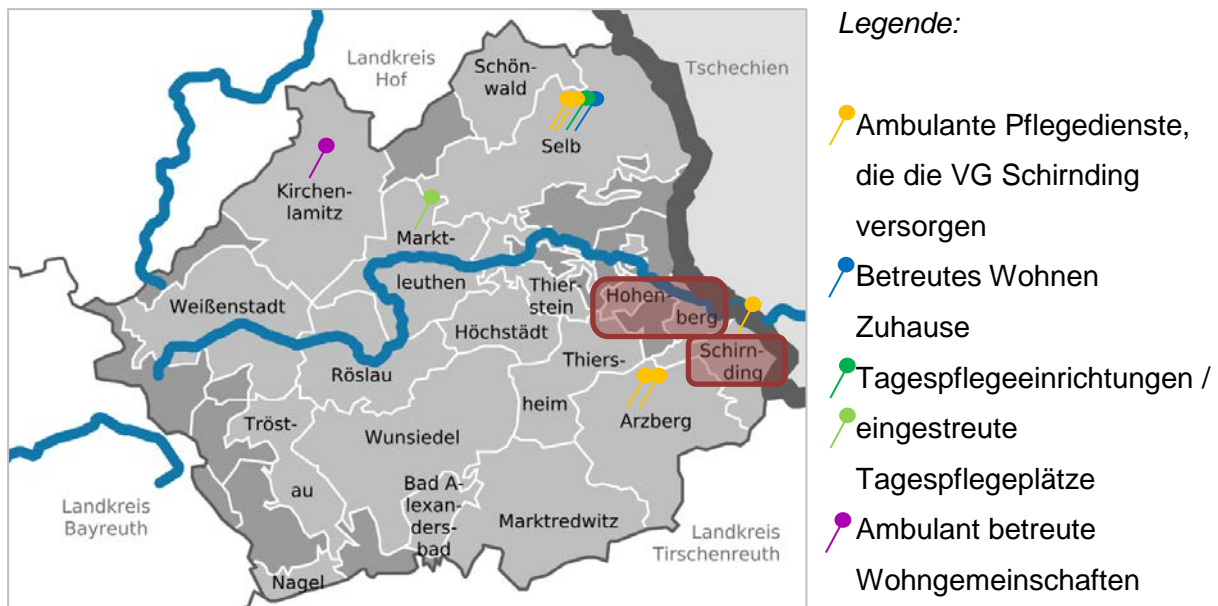 Legende:
Landkreis
Hof
Tschechien
Schön-
wald
Selb
Kirchen-
lamitz
Markt-
leuthen
Weißenstadt
Thier-
stein
Hohen-
berg
Höchstädt
Schirn-
ding
Thiers-
heim
Röslau
Arzberg
Tröst-
au
Wunsiedel
Bad A-
lexan-
ders-
bad
Marktredwitz
Landkreis
Bayreuth
Landkreis
Tirschenreuth
Nagel
Ambulante Pflegedienste,
die die VG Schirnding
versorgen
Betreutes Wohnen
Zuhause
Tagespflegeeinrichtungen /
eingestreute
Tagespflegeplätze
Ambulant betreute
Wohngemeinschaften